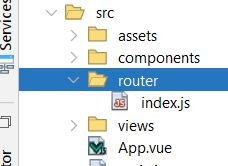 Services
src
assets
components
router
index.js
views
App.vue